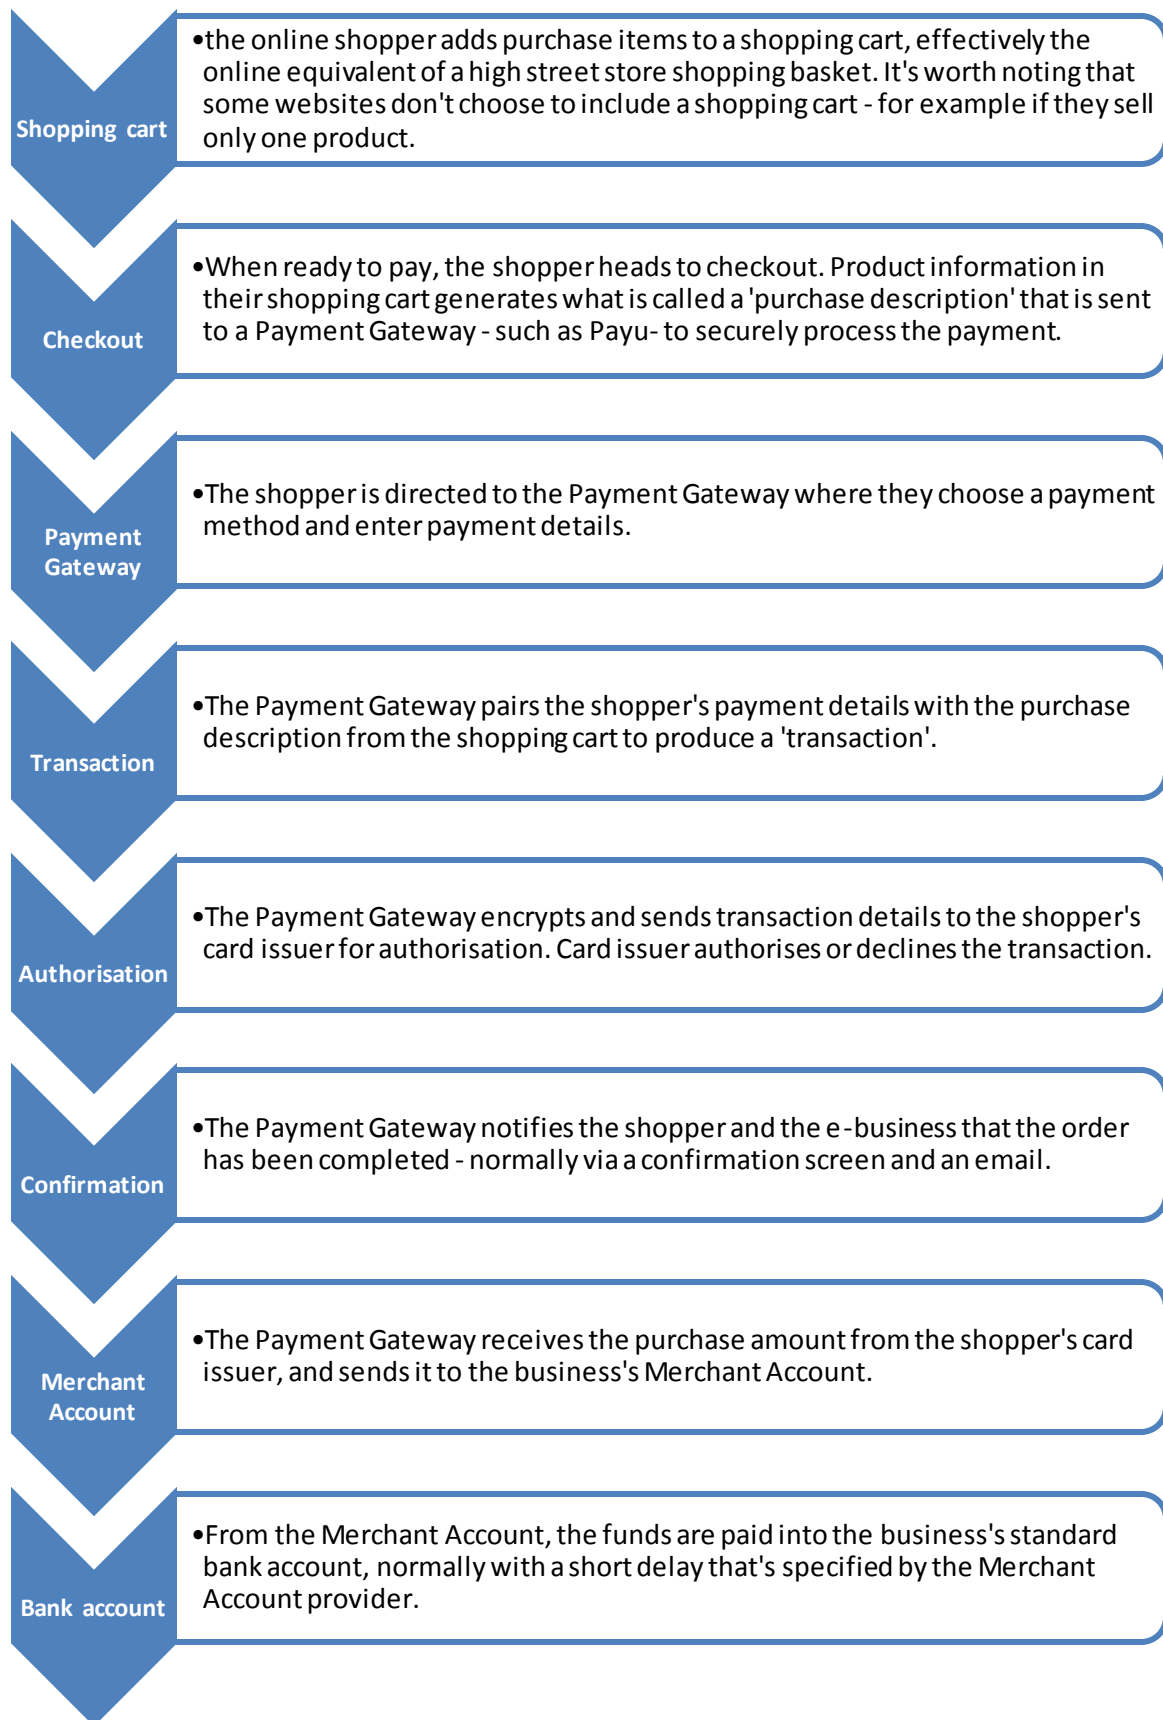 Shopping cart
•the online shopper adds purchase items to a shopping cart, effectively the
online equivalent of a high street store shopping basket. It's worth noting that
some websites don't choose to include a shopping cart - for example if they sell
only one product.
Checkout
•When ready to pay, the shopper heads to checkout. Product information in
their shopping cart generates what is called a 'purchase description' that is sent
to a Payment Gateway - such as Payu- to securely process the payment.
Payment
Gateway
•The shopper is directed to the Payment Gateway where they choose a payment
method and enter payment details.
Transaction
•The Payment Gateway pairs the shopper's payment details with the purchase
description from the shopping cart to produce a 'transaction'.
Authorisation
•The Payment Gateway encrypts and sends transaction details to the shopper's
card issuer for authorisation. Card issuer authorises or declines the transaction.
Confirmation
•The Payment Gateway notifies the shopper and the e-business that the order
has been completed - normally via a confirmation screen and an email.
Merchant
Account
•The Payment Gateway receives the purchase amount from the shopper's card
issuer, and sends it to the business's Merchant Account.
Bank account
•From the Merchant Account, the funds are paid into the business's standard
bank account, normally with a short delay that's specified by the Merchant
Account provider.